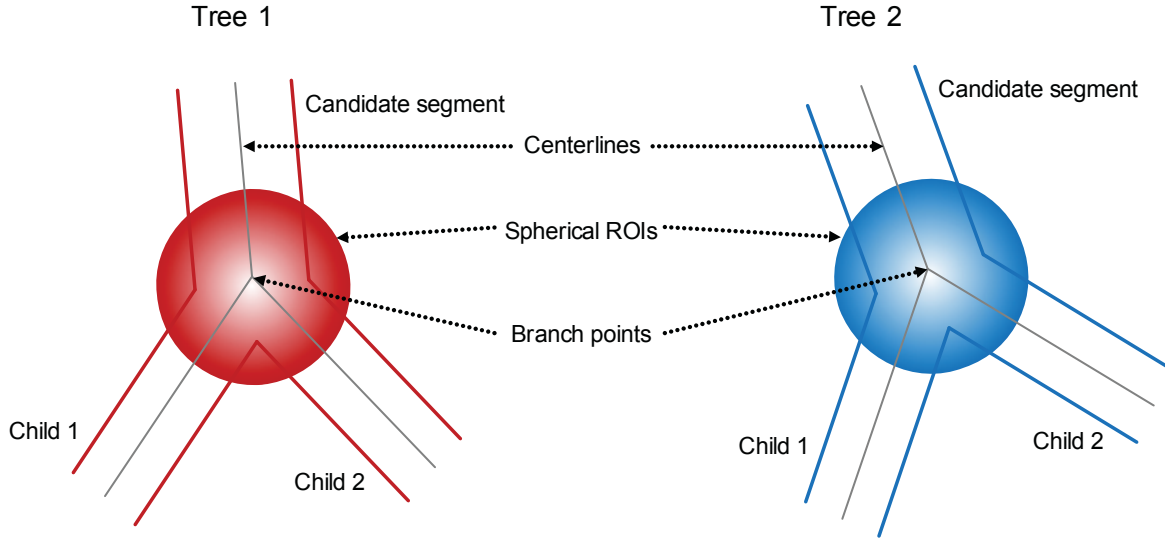 Tree 1
Tree 2
Candidate segment
Candidate segment
Centerlines
Spherical ROIs
Branch points
Child 1
Child 2
Child 1
Child 2